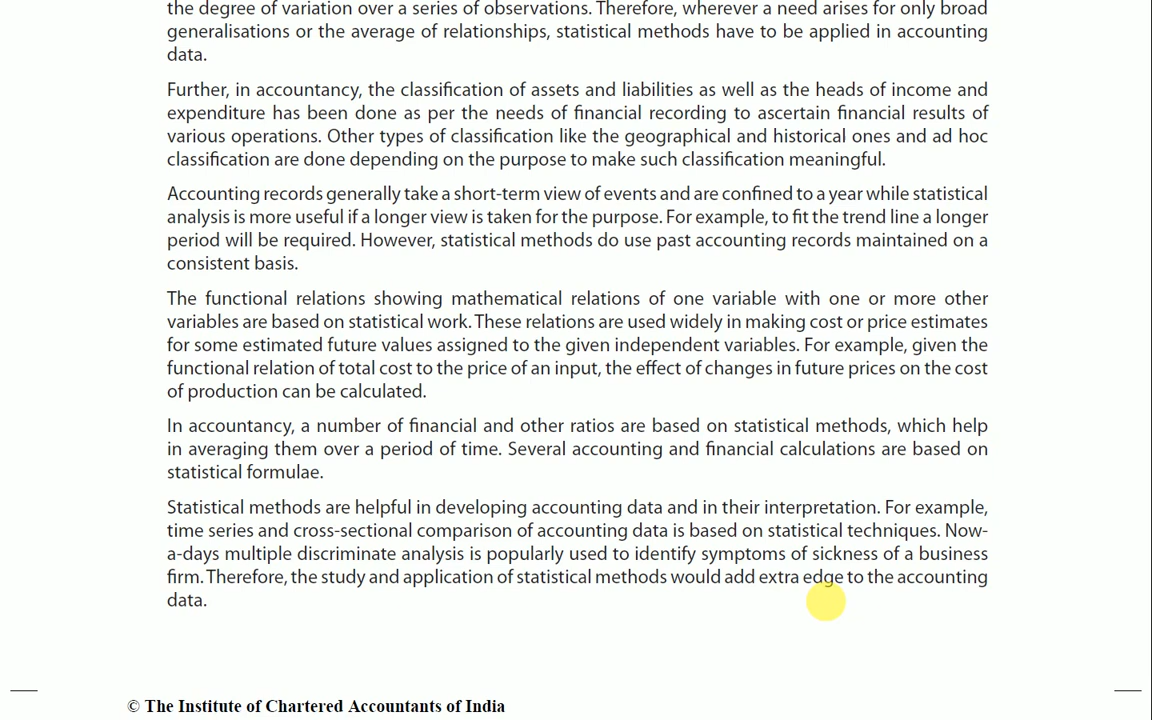 the degree of variation over a series of observations. Therefore, wherever a need arises for only broad
generalisations or the average of relationships, statistical methods have to be applied in accounting
data.
Further, in accountancy, the classification of assets and liabilities as well as the heads of income and
expenditure has been done as per the needs of financial recording to ascertain financial results of
various operations. Other types of classification like the geographical and historical ones and ad hoc
classification are done depending on the purpose to make such classification meaningful.
Accounting records generally take a short-term view of events and are confined to a year while statistical
analysis is more useful if a longer view is taken for the purpose. For example, to fit the trend line a longer
period will be required. However, statistical methods do use past accounting records maintained on a
consistent basis.
The functional relations showing mathematical relations of one variable with one or more other
variables are based on statistical work. These relations are used widely in making cost or price estimates
for some estimated future values assigned to the given independent variables. For example, given the
functional relation of total cost to the price of an input, the effect of changes in future prices on the cost
of production can be calculated.
In accountancy, a number of financial and other ratios are based on statistical methods, which help
in averaging them over a period of time. Several accounting and financial calculations are based on
statistical formulae.
Statistical methods are helpful in developing accounting data and in their interpretation. For example,
time series and cross-sectional comparison of accounting data is based on statistical techniques. Now-
a-days multiple discriminate analysis is popularly used to identify symptoms of sickness of a business
firm. Therefore, the study and application of statistical methods would add extra edge to the accounting
data.
© The Institute of Chartered Accountants of India